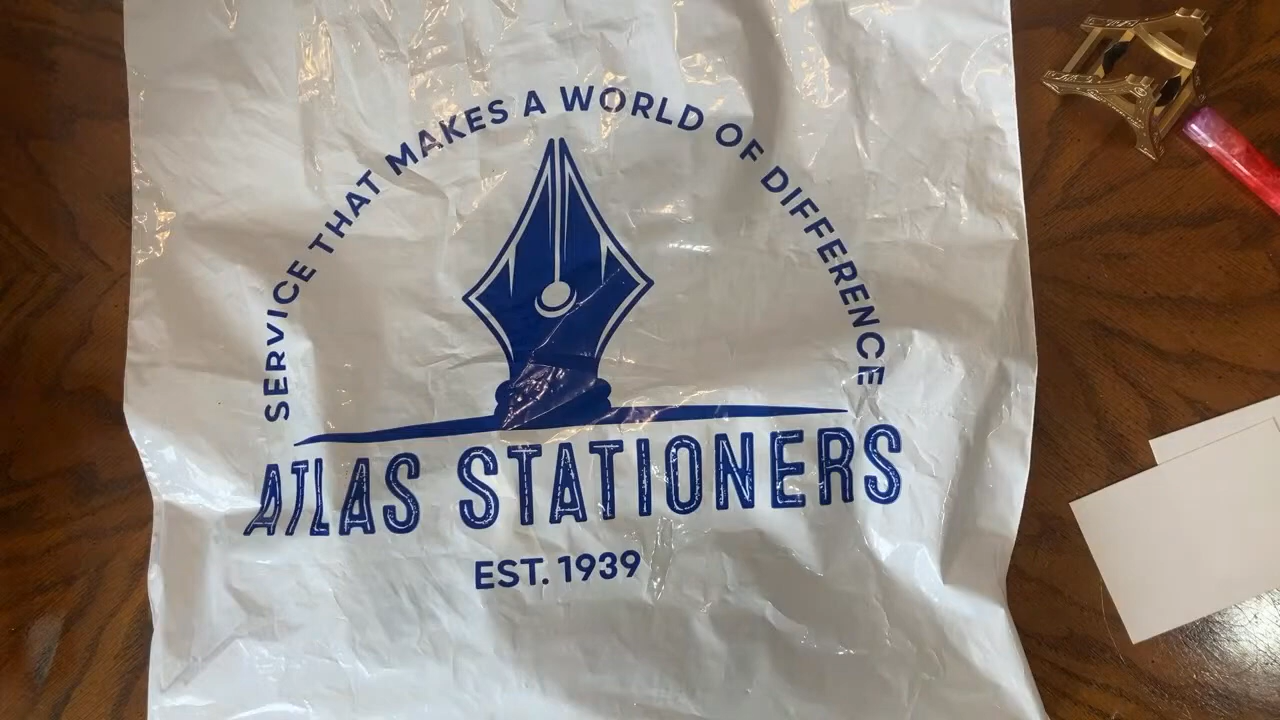 SERVICE THAT MAKES A WORLD OF DIFFERENCE
ATLAS STATIONERS
EST. 1939